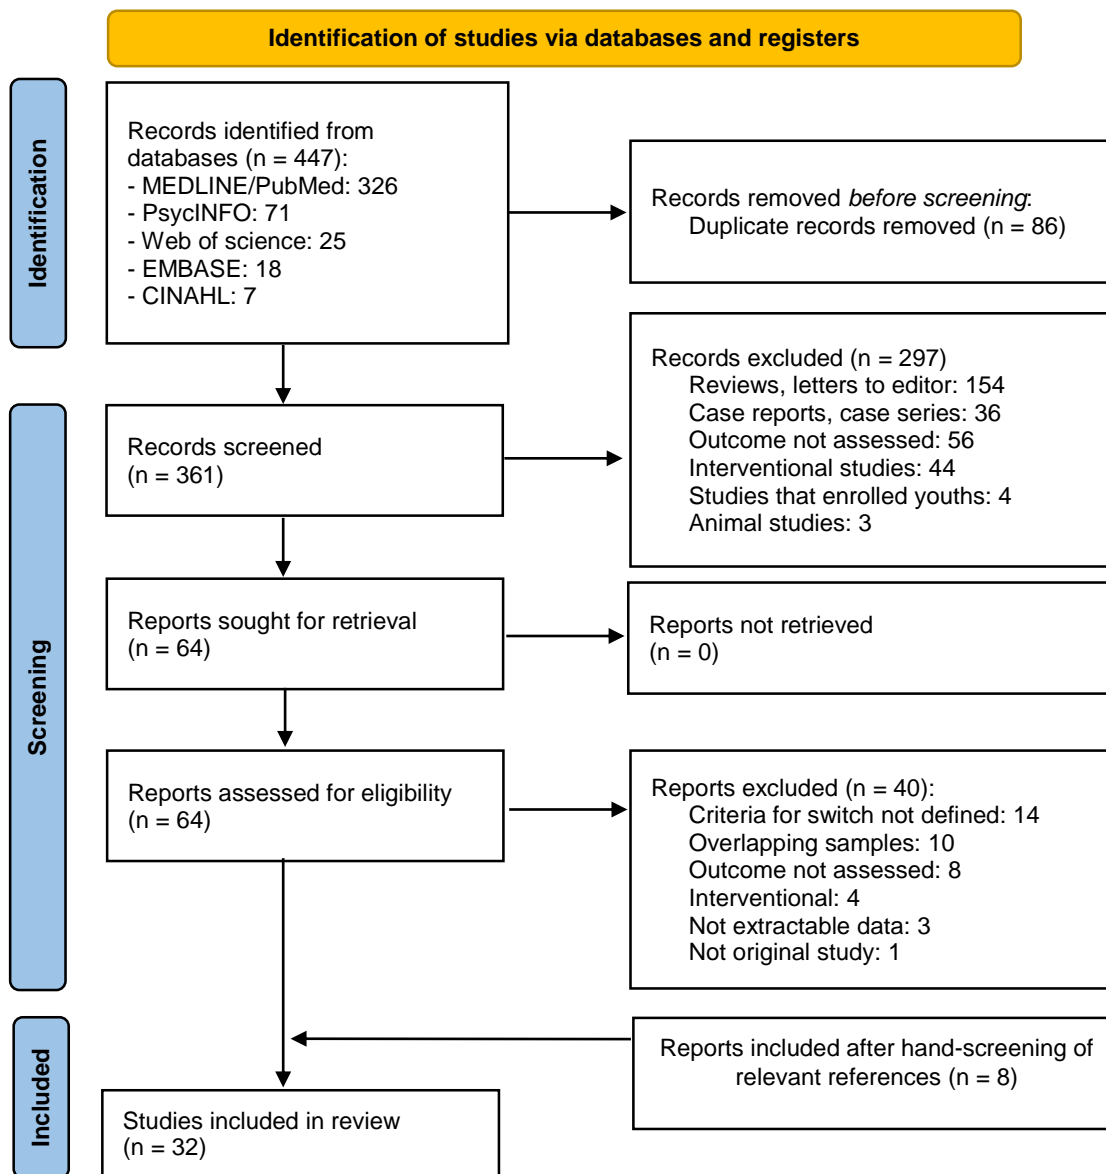 Identification of studies via databases and registers
Identification
Records identified from
databases (n = 447):
- MEDLINE/PubMed: 326
- PsycINFO: 71
- Web of science: 25
- EMBASE: 18
- CINAHL: 7
Records removed before screening:
Duplicate records removed (n = 86)
Screening
Records screened
(n = 361)
Records excluded (n = 297)
Reviews, letters to editor: 154
Case reports, case series: 36
Outcome not assessed: 56
Interventional studies: 44
Studies that enrolled youths: 4
Animal studies: 3
Reports sought for retrieval
(n = 64)
Reports not retrieved
(n = 0)
Reports assessed for eligibility
(n = 64)
Reports excluded (n = 40):
Criteria for switch not defined: 14
Overlapping samples: 10
Outcome not assessed: 8
Interventional: 4
Not extractable data: 3
Not original study: 1
Included
Reports included after hand-screening of
relevant references (n = 8)
Studies included in review
(n = 32)